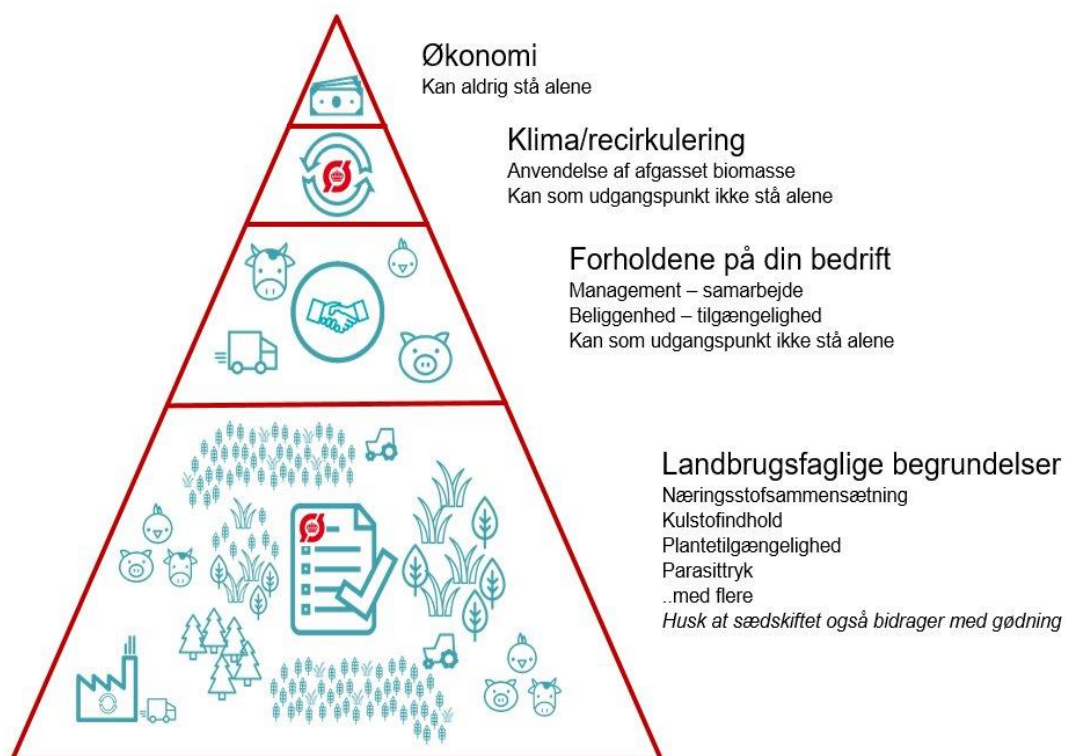 Økonomi
Kan aldrig stå alene
Klima/recirkulering
Anvendelse af afgasset biomasse
Kan som udgangspunkt ikke stå alene
Forholdene på din bedrift
Management – samarbejde
Beliggenhed – tilgængelighed
Kan som udgangspunkt ikke stå alene
Landbrugsfaglige begrundelser
Næringsstofsammensætning
Kulstofindhold
Plantetilgængelighed
Parasittryk
..med flere
Husk at sædskiftet også bidrager med gødning